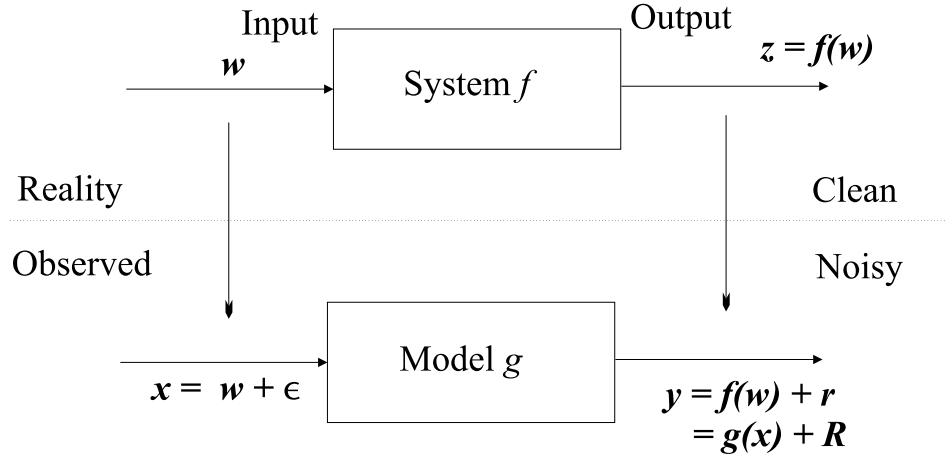 Input
Output
w
System f
z = f(w)
Reality
Clean
Observed
Noisy
Model g
x = w + ϵ
y = f(w) + r
= g(x) + R